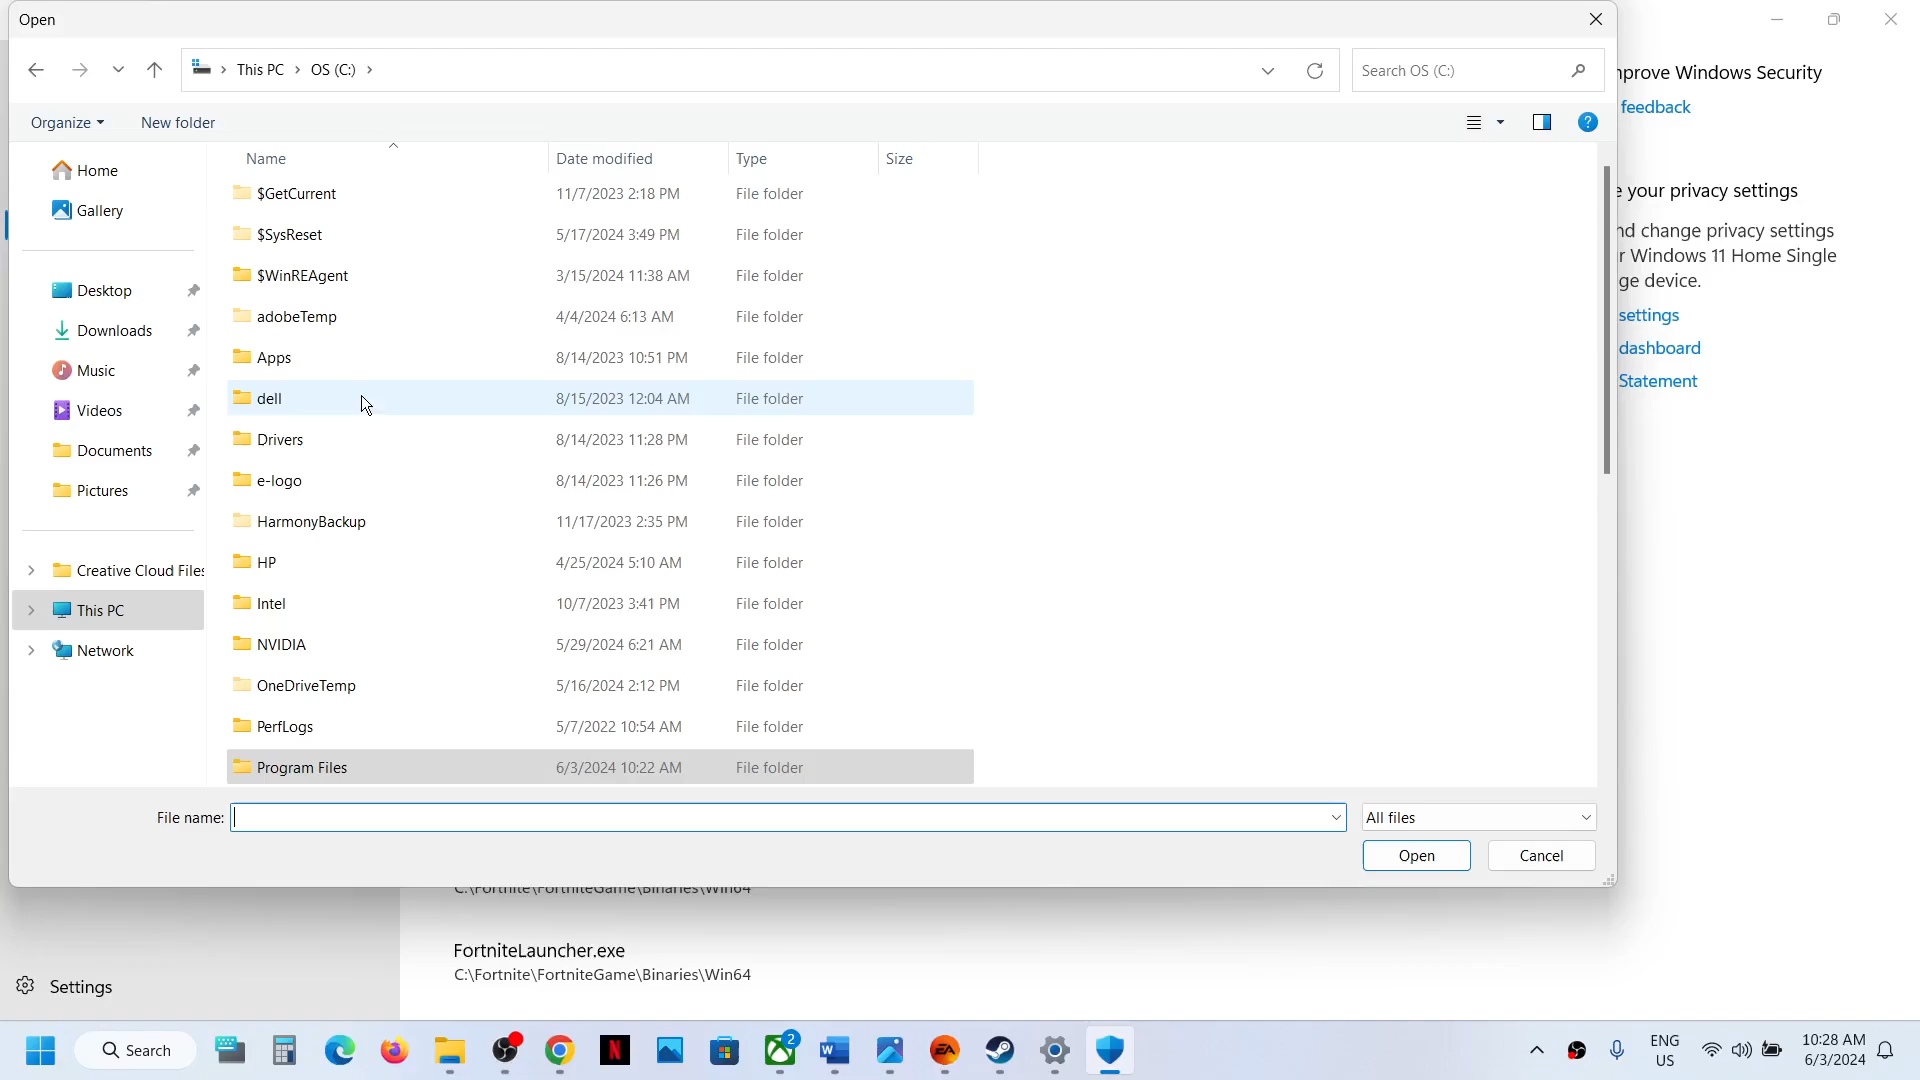 Open
This PC > OS (C:) >
Search OS (C:)
Organize
New folder
Home
Gallery
Desktop
Downloads
Music
Videos
Documents
Pictures
Creative Cloud Files
This PC
Network
Name Date modified Type Size
$GetCurrent 11/7/2023 2:18 PM File folder
$SysReset 5/17/2024 3:49 PM File folder
$WinREAgent 3/15/2024 11:38 AM File folder
adobeTemp 4/4/2024 6:13 AM File folder
Apps 8/14/2023 10:51 PM File folder
dell 8/15/2023 12:04 AM File folder
Drivers 8/14/2023 11:28 PM File folder
e-logo 8/14/2023 11:26 PM File folder
HarmonyBackup 11/17/2023 2:35 PM File folder
HP 4/25/2024 5:10 AM File folder
Intel 10/7/2023 3:41 PM File folder
NVIDIA 5/29/2024 6:21 AM File folder
OneDriveTemp 5/16/2024 2:12 PM File folder
PerfLogs 5/7/2022 10:54 AM File folder
Program Files 6/3/2024 10:22 AM File folder
File name:
All files
Open
Cancel
Windows Security
feedback
your privacy settings
change privacy settings
Windows 11 Home Single
device.
settings
dashboard
Statement
C:\Fortnite\FortniteGame\Binaries\Win64
FortniteLauncher.exe
C:\Fortnite\FortniteGame\Binaries\Win64
Settings
Search
2
ENG
US
10:28 AM
6/3/2024